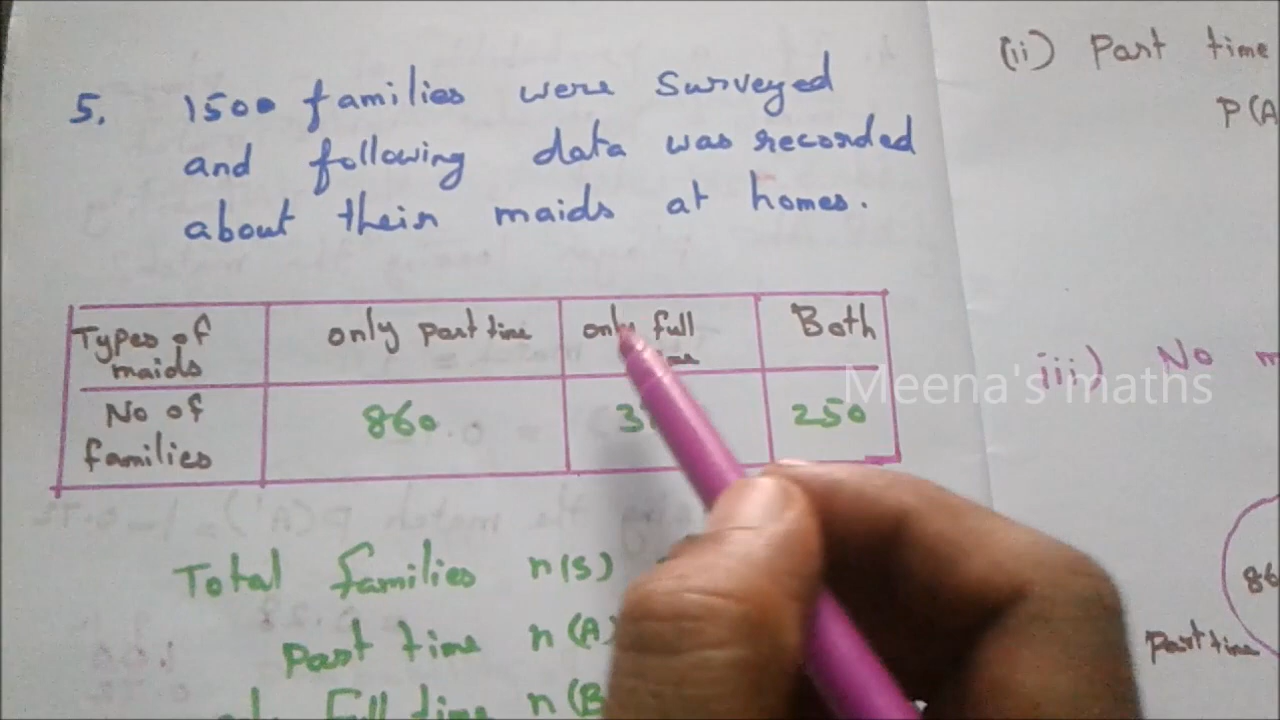 5. 1500 families were surveyed
and following data was recorded
about their maids at homes.
Types of maids only part time only full Both
No of families 860 250
Total families n(S)
Part time n(A)
Full time n(B
(ii) Part time
P(A
iii) No
86
part time
Meena's maths